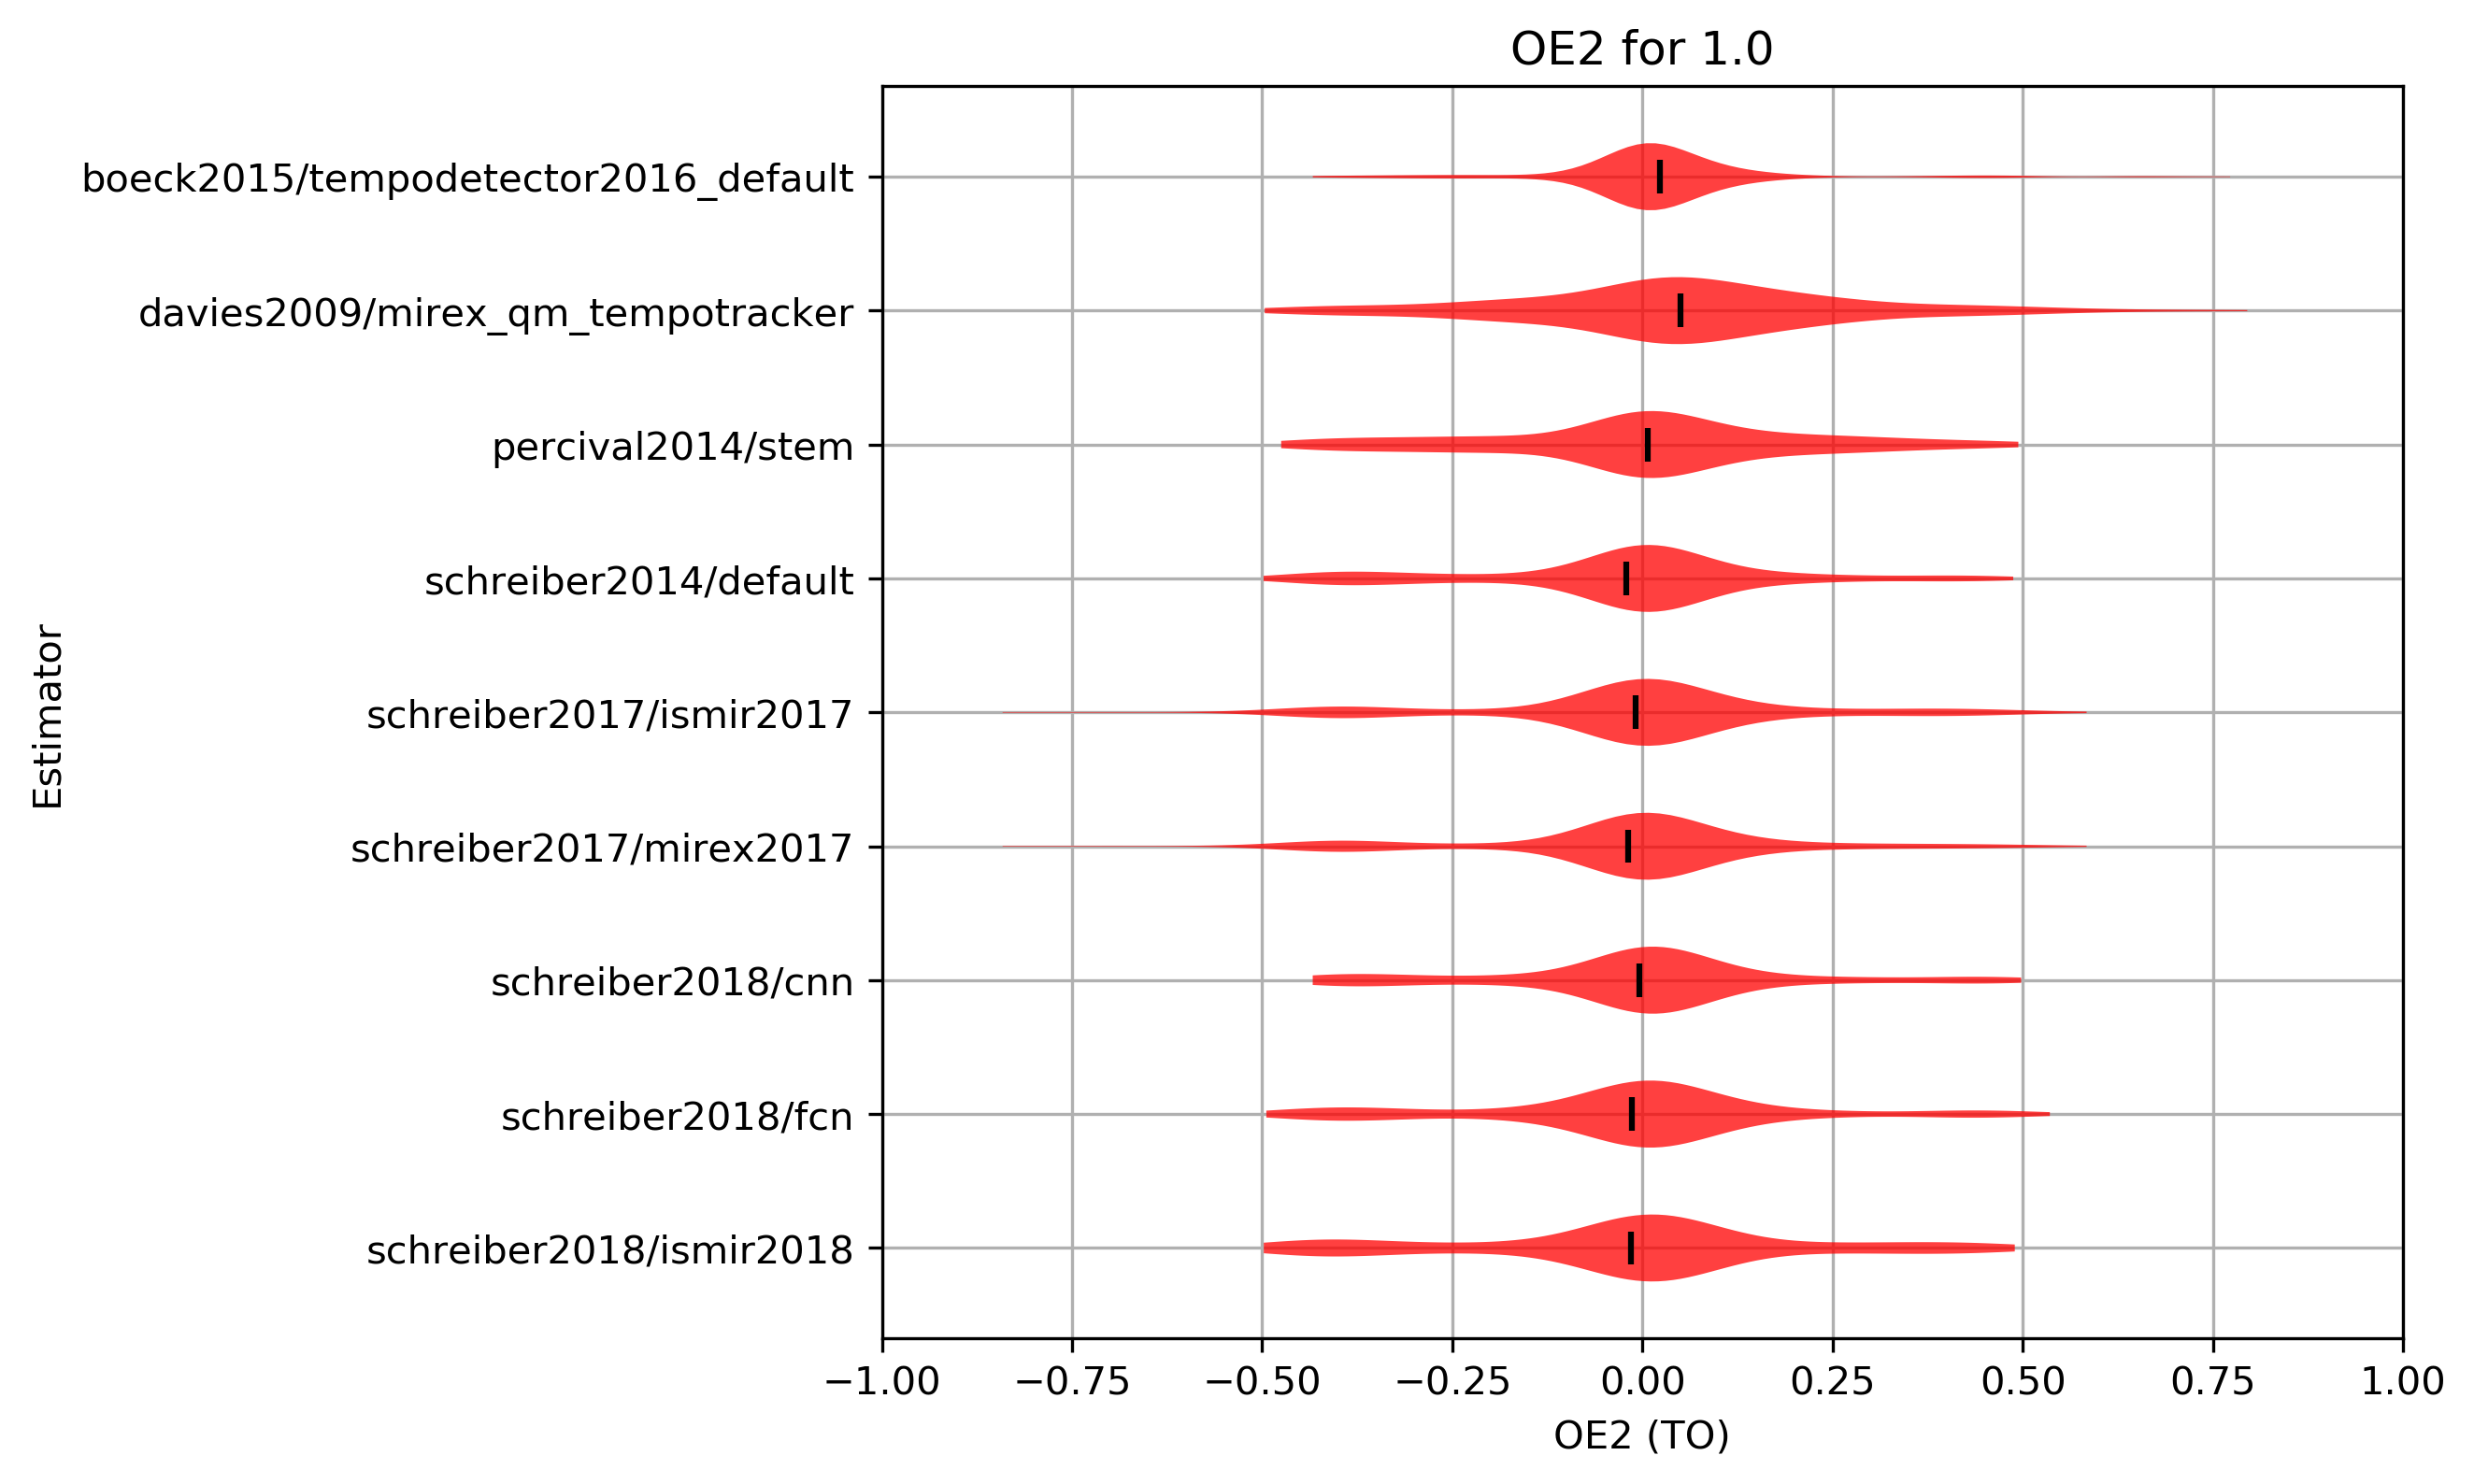 OE2 for 1.0
boeck2015/tempodetector2016_default
davies2009/mirex_qm_tempotracker
percival2014/stem
schreiber2014/default
schreiber2017/ismir2017
schreiber2017/mirex2017
schreiber2018/cnn
schreiber2018/fcn
schreiber2018/ismir2018
Estimator
−1.00 −0.75 −0.50 −0.25 0.00 0.25 0.50 0.75 1.00
OE2 (TO)